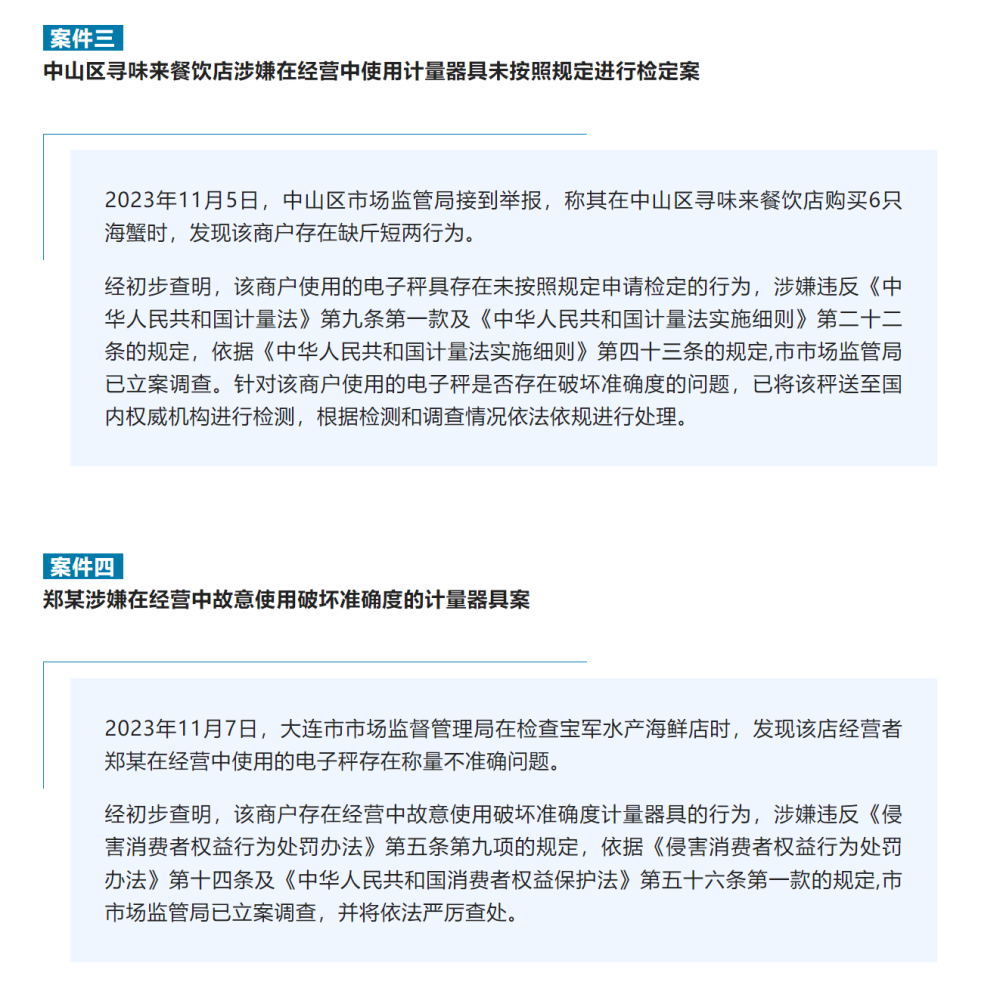 案件三
中山区寻味来餐饮店涉嫌在经营中使用计量器具未按照规定进行检定案
2023年11月5日，中山区市场监管局接到举报，称其在中山区寻味来餐饮店购买6只
海蟹时，发现该商户存在缺斤短两行为。
经初步查明，该商户使用的电子秤具存在未按照规定申请检定的行为，涉嫌违反《中
华人民共和国计量法》第九条第一款及《中华人民共和国计量法实施细则》第二十二
条的规定，依据《中华人民共和国计量法实施细则》第四十三条的规定,市市场监管局
已立案调查。针对该商户使用的电子秤是否存在破坏准确度的问题，已将该秤送至国
内权威机构进行检测，根据检测和调查情况依法依规进行处理。
案件四
郑某涉嫌在经营中故意使用破坏准确度的计量器具案
2023年11月7日，大连市市场监督管理局在检查宝军水产海鲜店时，发现该店经营者
郑某在经营中使用的电子秤存在称量不准确问题。
经初步查明，该商户存在经营中故意使用破坏准确度计量器具的行为，涉嫌违反《侵
害消费者权益行为处罚办法》第五条第九项的规定，依据《侵害消费者权益行为处罚
办法》第十四条及《中华人民共和国消费者权益保护法》第五十六条第一款的规定,市
市场监管局已立案调查，并将依法严厉查处。